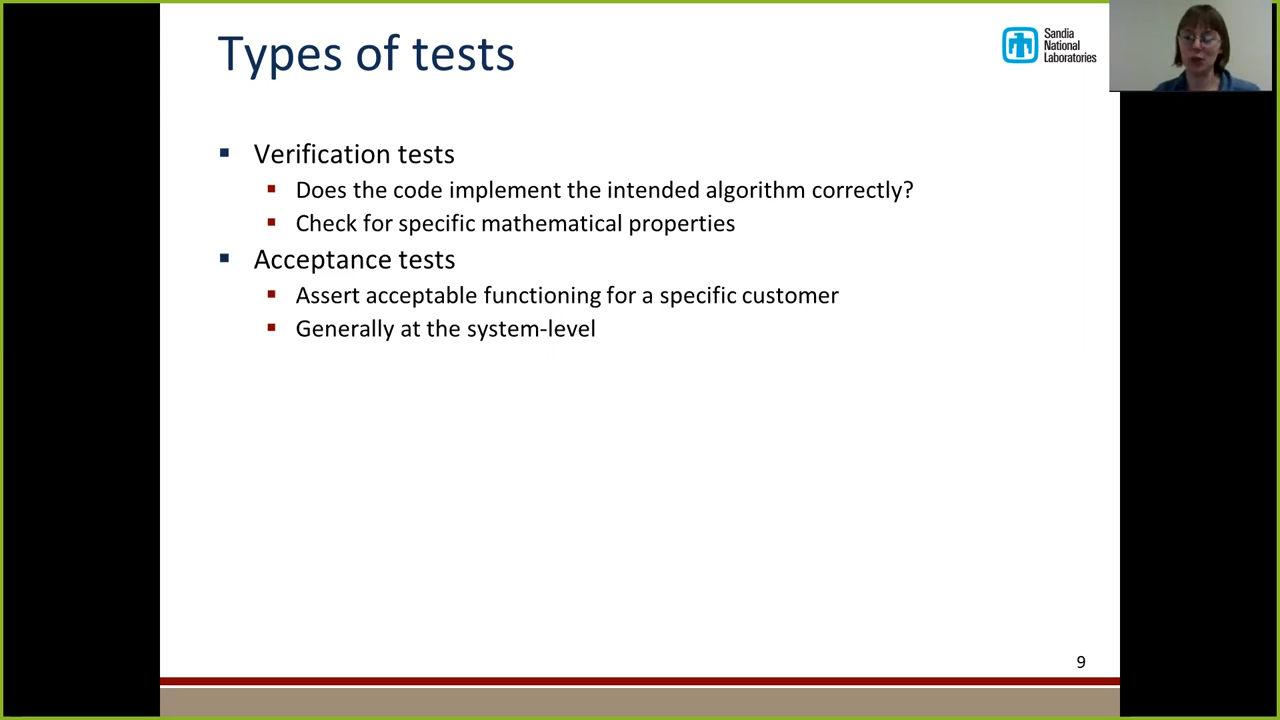 Types of tests
Sandia
National
Laboratories
Verification tests
Does the code implement the intended algorithm correctly?
Check for specific mathematical properties
Acceptance tests
Assert acceptable functioning for a specific customer
Generally at the system-level
9